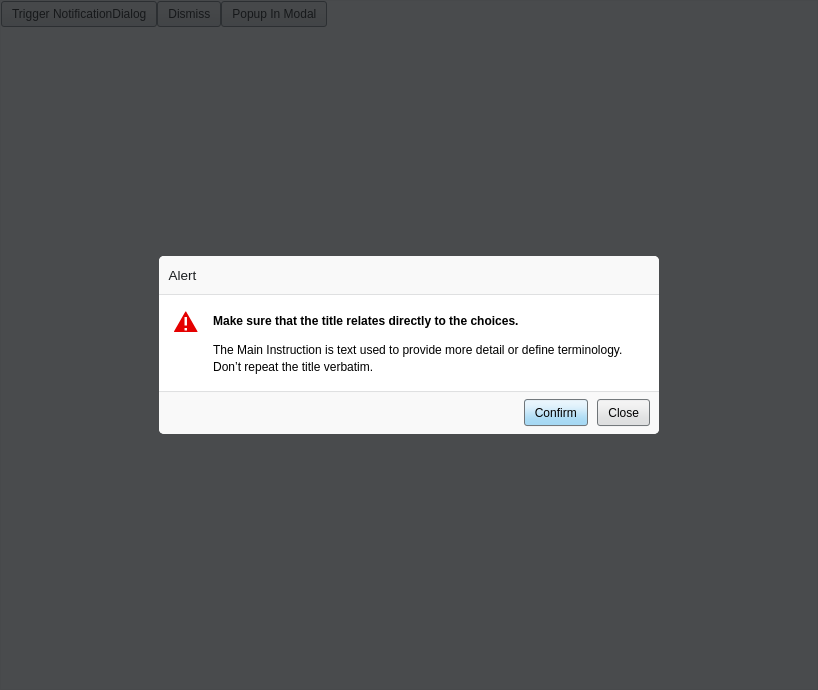 Trigger NotificationDialog Dismiss Popup In Modal
Alert
Make sure that the title relates directly to the choices.
The Main Instruction is text used to provide more detail or define terminology.
Don’t repeat the title verbatim.
Confirm Close